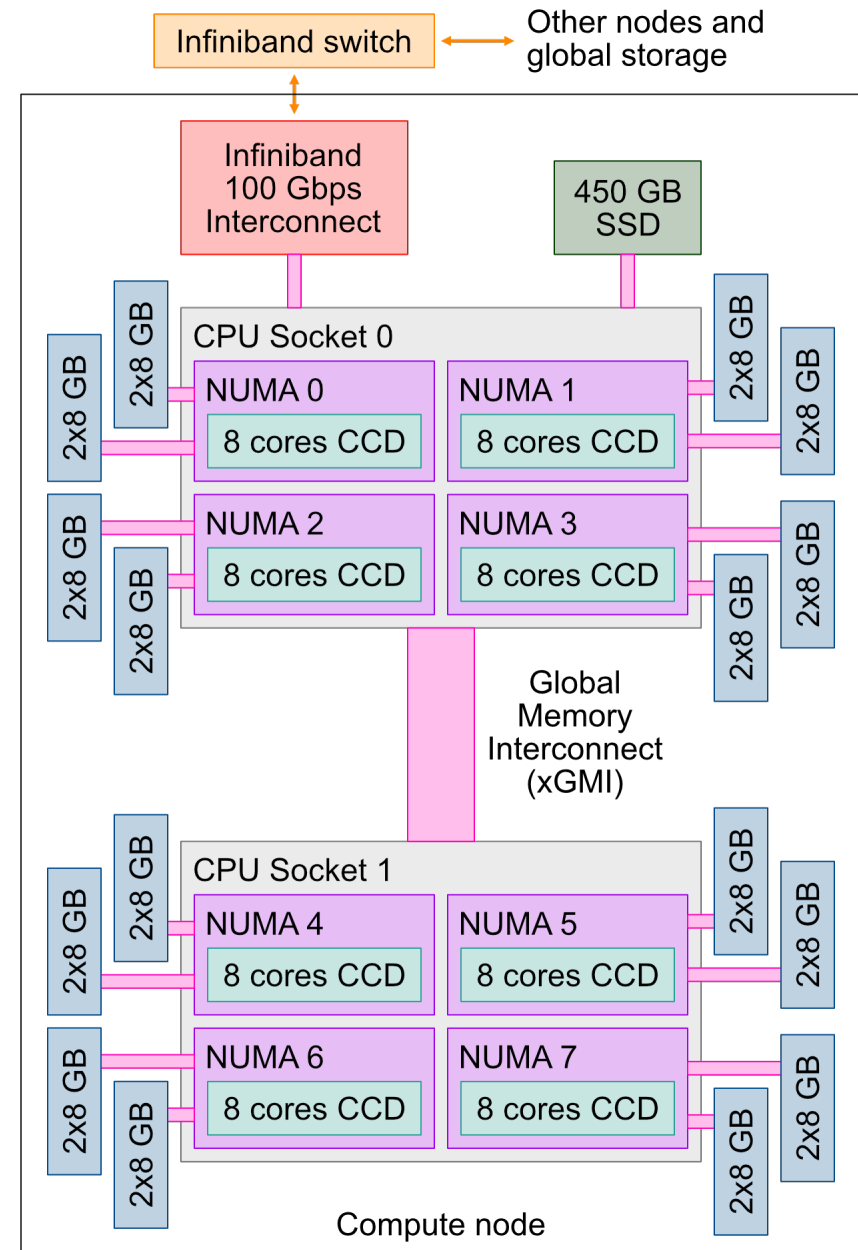 Infiniband switch
Other nodes and
global storage
Infiniband
100 Gbps
Interconnect
450 GB
SSD
2x8 GB
2x8 GB
CPU Socket 0
2x8 GB
2x8 GB
NUMA 0
8 cores CCD
NUMA 1
8 cores CCD
2x8 GB
2x8 GB
NUMA 2
8 cores CCD
NUMA 3
8 cores CCD
2x8 GB
2x8 GB
Global
Memory
Interconnect
(xGMI)
2x8 GB
2x8 GB
CPU Socket 1
2x8 GB
2x8 GB
NUMA 4
8 cores CCD
NUMA 5
8 cores CCD
2x8 GB
2x8 GB
NUMA 6
8 cores CCD
NUMA 7
8 cores CCD
2x8 GB
2x8 GB
Compute node